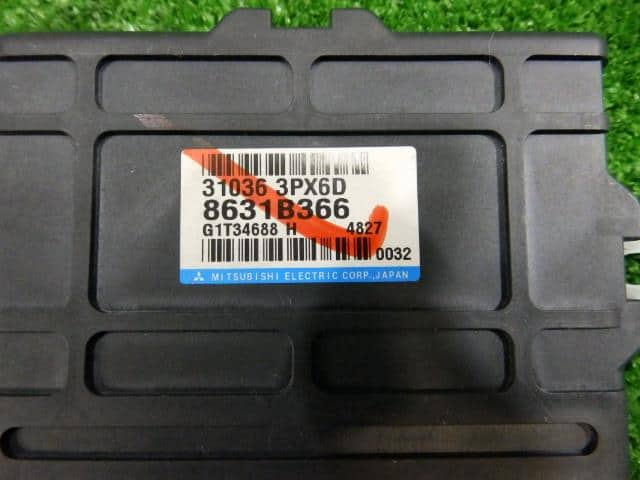 31036 3PX6D
8631B366
G1T34688 H 4827
0032
MITSUBISHI ELECTRIC CORP.,JAPAN